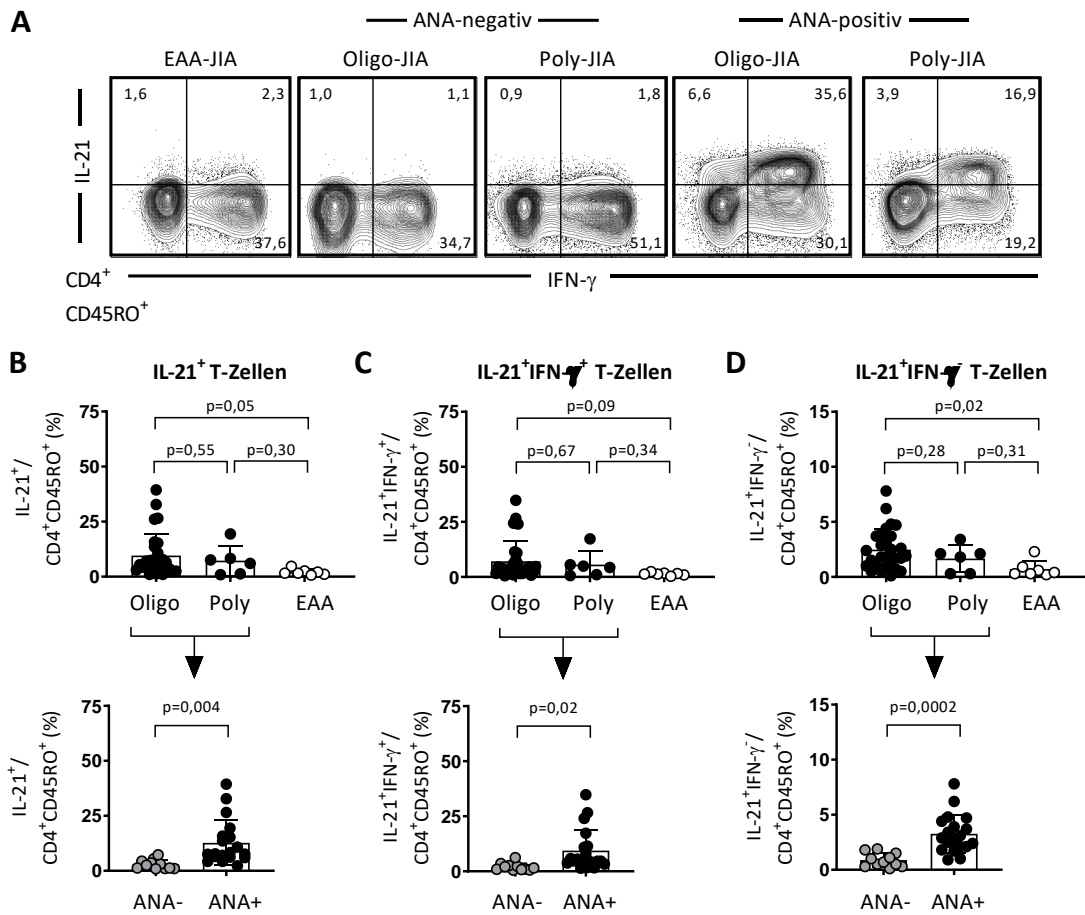 A
ANA-negativ
ANA-positiv
EAA-JIA
Oligo-JIA
Poly-JIA
Oligo-JIA
Poly-JIA
1,6 2,3
1,0 1,1
0,9 1,8
6,6 35,6
3,9 16,9
IL-21
37,6
34,7
51,1
30,1
19,2
CD4⁺
CD45RO⁺
IFN-γ
B
IL-21⁺ T-Zellen
IL-21⁺/
CD4⁺CD45RO⁺ (%)
75
50
25
0
p=0,05
p=0,55
p=0,30
Oligo Poly EAA
IL-21⁺/
CD4⁺CD45RO⁺ (%)
75
50
25
0
p=0,004
ANA- ANA+
C
IL-21⁺IFN-γ⁺ T-Zellen
IL-21⁺IFN-γ⁺/
CD4⁺CD45RO⁺ (%)
75
50
25
0
p=0,09
p=0,67
p=0,34
Oligo Poly EAA
IL-21⁺IFN-γ⁺/
CD4⁺CD45RO⁺ (%)
75
50
25
0
p=0,02
ANA- ANA+
D
IL-21⁺IFN-γ⁻ T-Zellen
IL-21⁺IFN-γ⁻/
CD4⁺CD45RO⁺ (%)
15
10
5
0
p=0,02
p=0,28
p=0,31
Oligo Poly EAA
IL-21⁺IFN-γ⁻/
CD4⁺CD45RO⁺ (%)
15
10
5
0
p=0,0002
ANA- ANA+